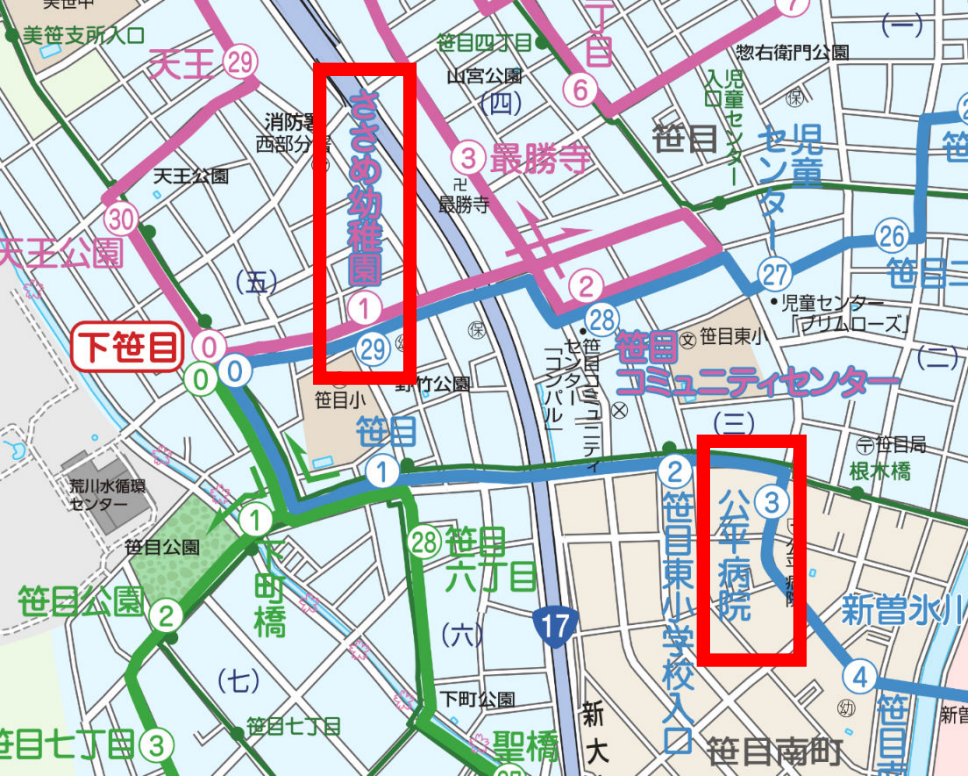 美笹支所入口
天王
29
笹目四丁目
丁目
7
(一)
惣右衛門公園
山宮公園
(四)
6
児童センター
入口
保
消防署
西部分署
ささめ幼稚園
3
最勝寺
卍
最勝寺
笹目
児童
センター
天王公園
30
天王公園
(五)
26
27
2
28
1
29
児童センター
「プリムローズ」
下笹目
0
0
0
保
笹目コミュニティ
センター
「コンパル」
笹目
コミュニティセンター
文
笹目東小
(二)
笹目小
野竹公園
(三)
笹目
1
2
笹目東小学校入口
3
公平病院
〒笹目局
根木橋
荒川水循環
センター
笹目公園
1
下町橋
28
笹目
六丁目
笹目公園
2
17
(六)
新曽氷川
4
(七)
下町公園
幼
笹目七丁目
笹目七丁目
3
聖橋
新大
笹目南町